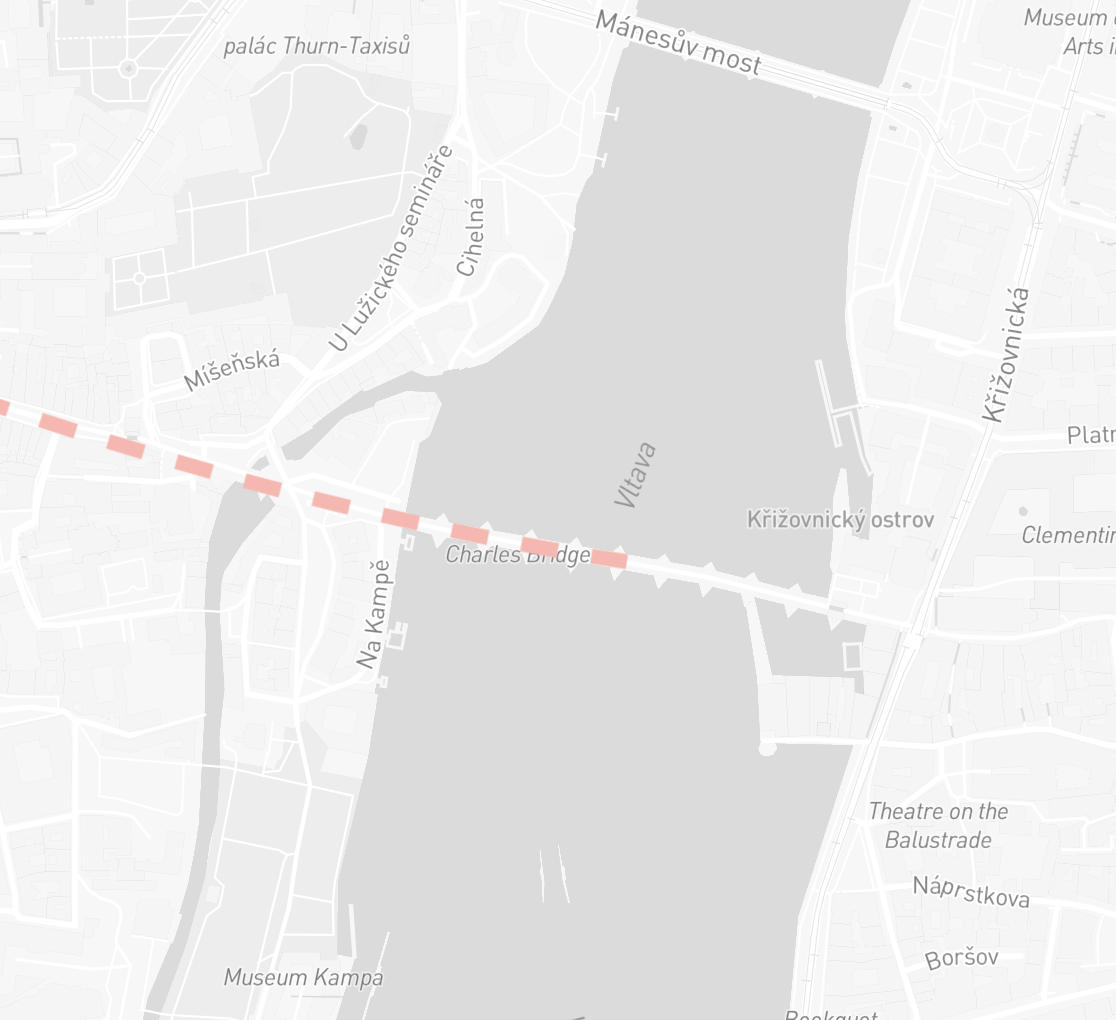 Mánesův most
Museum
Arts i
palác Thurn-Taxisů
U Lužického semináře
Cihelná
Křižovnická
Míšeňská
Platr
Vltava
Křižovnický ostrov
Clementin
Charles Bridge
Na Kampě
Theatre on the
Balustrade
Náprstkova
Boršov
Museum Kampa